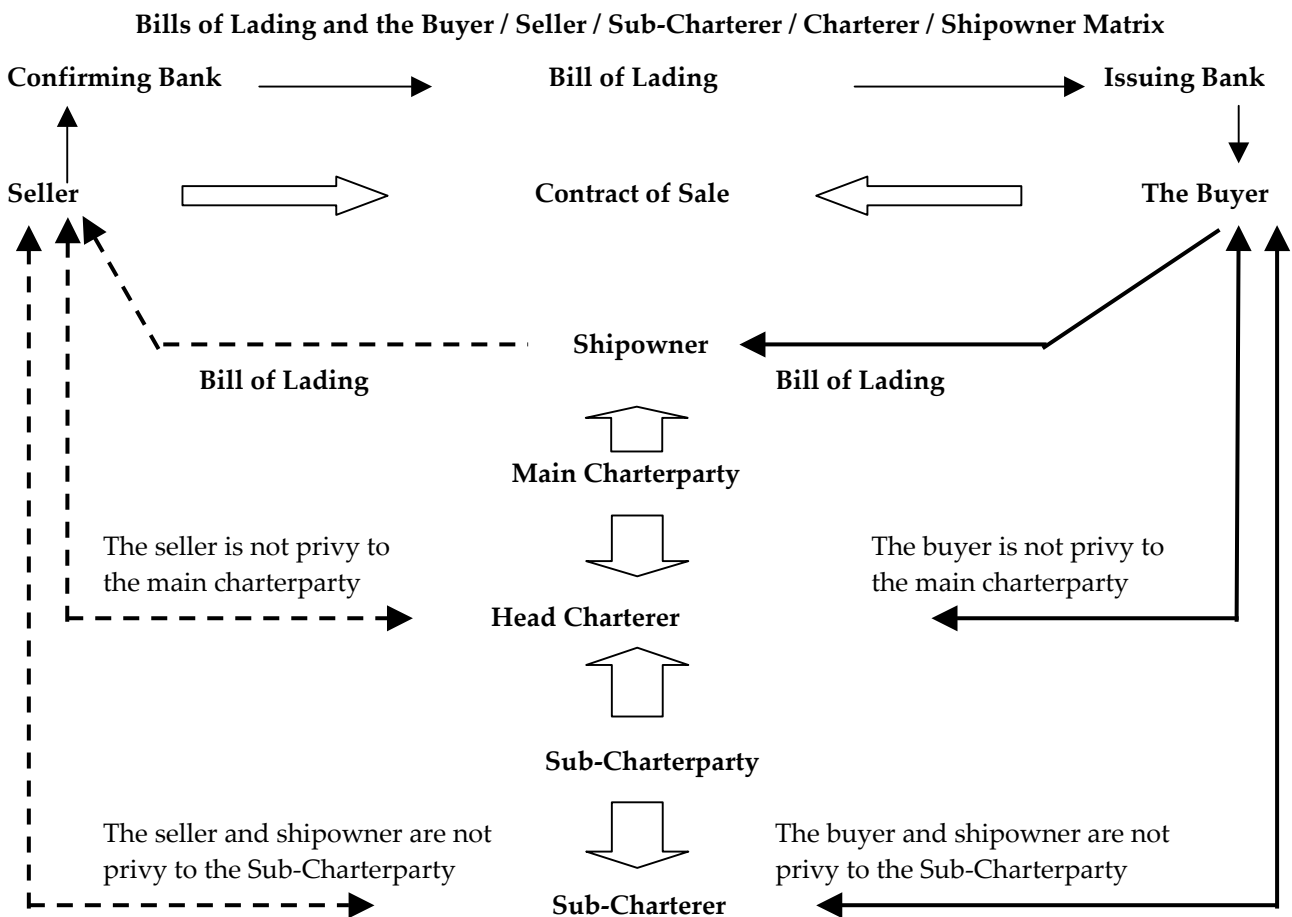 Bills of Lading and the Buyer / Seller / Sub-Charterer / Charterer / Shipowner Matrix
Confirming Bank
Bill of Lading
Issuing Bank
Seller
Contract of Sale
The Buyer
Shipowner
Bill of Lading
Bill of Lading
Main Charterparty
The seller is not privy to
the main charterparty
The buyer is not privy to
the main charterparty
Head Charterer
Sub-Charterparty
The seller and shipowner are not
privy to the Sub-Charterparty
The buyer and shipowner are not
privy to the Sub-Charterparty
Sub-Charterer